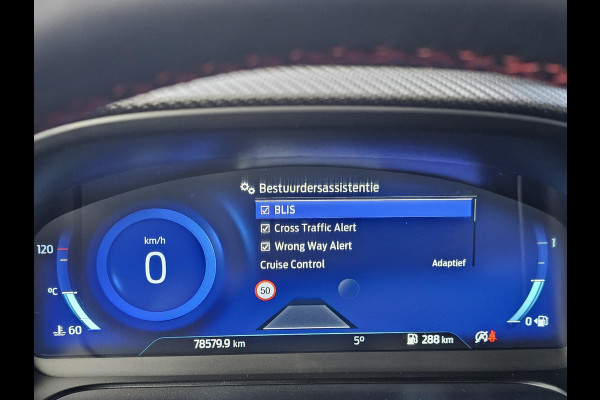 Bestuurdersassistentie
BLIS
Cross Traffic Alert
Wrong Way Alert
Cruise Control Adaptief
km/h
0
120
°C
60
50
1
0
78579.9 km
5°
288 km